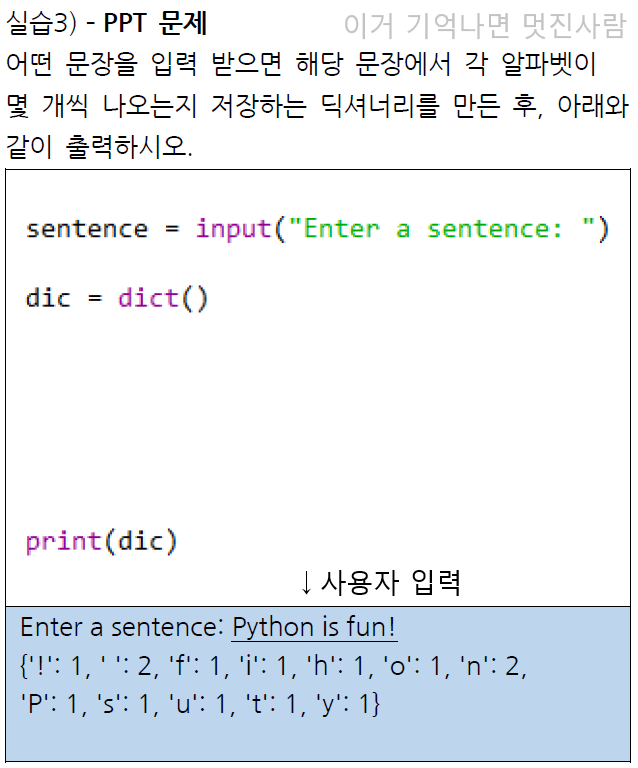 실습3) - PPT 문제 이거 기억나면 멋진사람
어떤 문장을 입력 받으면 해당 문장에서 각 알파벳이
몇 개씩 나오는지 저장하는 딕셔너리를 만든 후, 아래와
같이 출력하시오.
sentence = input("Enter a sentence: ")
dic = dict()
print(dic)
↓사용자 입력
Enter a sentence: Python is fun!
{'!': 1, ' ': 2, 'f': 1, 'i': 1, 'h': 1, 'o': 1, 'n': 2,
'P': 1, 's': 1, 'u': 1, 't': 1, 'y': 1}